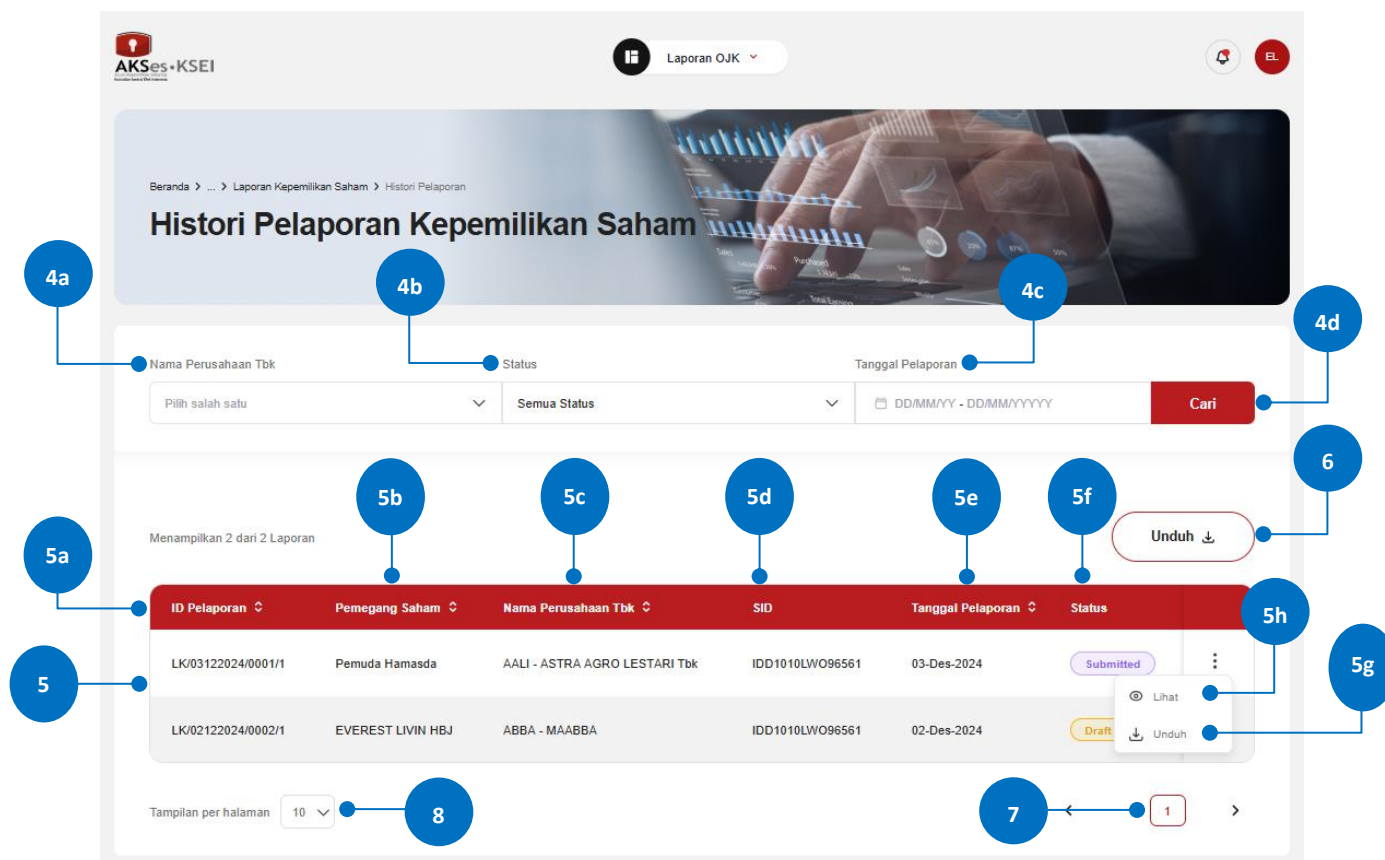 AKSes•KSEI
Laporan OJK
EL
Beranda > ... > Laporan Kepemilikan Saham > Histori Pelaporan
Histori Pelaporan Kepemilikan Saham
4a
4b
4c
4d
Nama Perusahaan Tbk
Status
Tanggal Pelaporan
Pilih salah satu
Semua Status
DD/MM/YY - DD/MM/YYYYY
Cari
5b
5c
5d
5e
5f
6
Menampilkan 2 dari 2 Laporan
Unduh
5a
ID Pelaporan
Pemegang Saham
Nama Perusahaan Tbk
SID
Tanggal Pelaporan
Status
5h
5
LK/03122024/0001/1
Pemuda Hamasda
AALI - ASTRA AGRO LESTARI Tbk
IDD1010LWO96561
03-Des-2024
Submitted
5g
Lihat
LK/02122024/0002/1
EVEREST LIVIN HBJ
ABBA - MAABBA
IDD1010LWO96561
02-Des-2024
Draft
Unduh
Tampilan per halaman
10
8
7
1